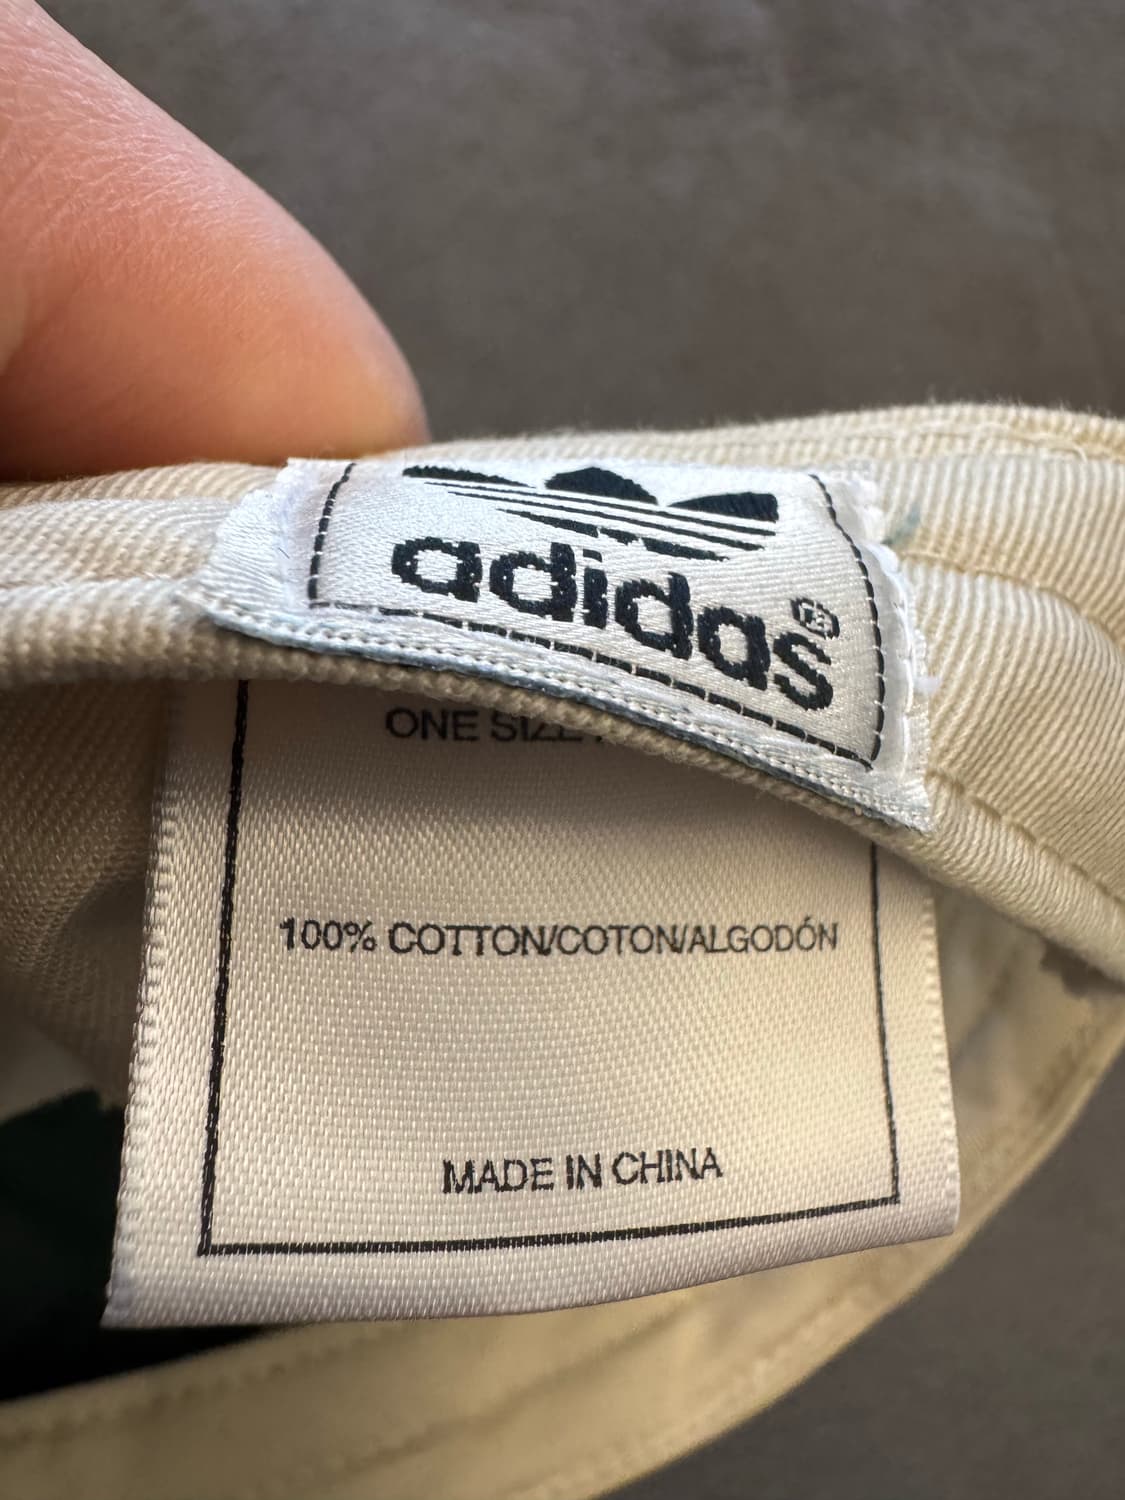 adidas®
ONE SIZE
100% COTTON/COTON/ALGODÓN
MADE IN CHINA